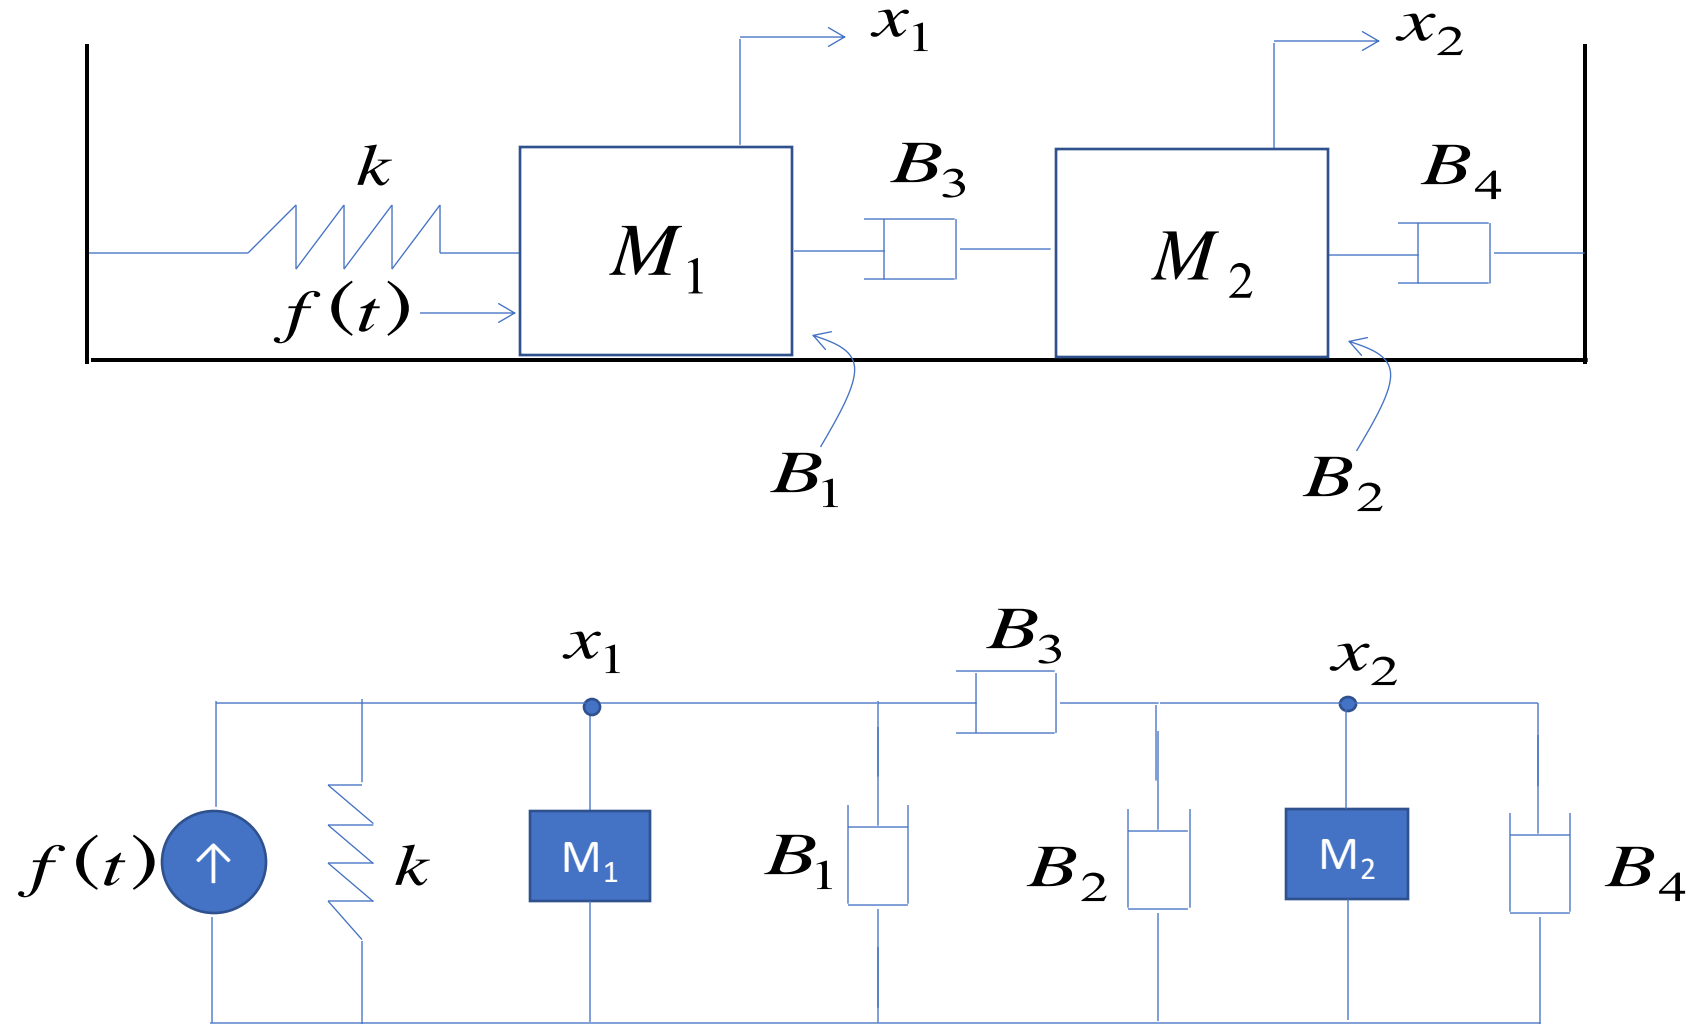 x₁ x₂
k B₃ B₄
M₁ M₂
f(t)
B₁ B₂
B₃
x₁ x₂
f(t) k M₁ B₁ B₂ M₂ B₄